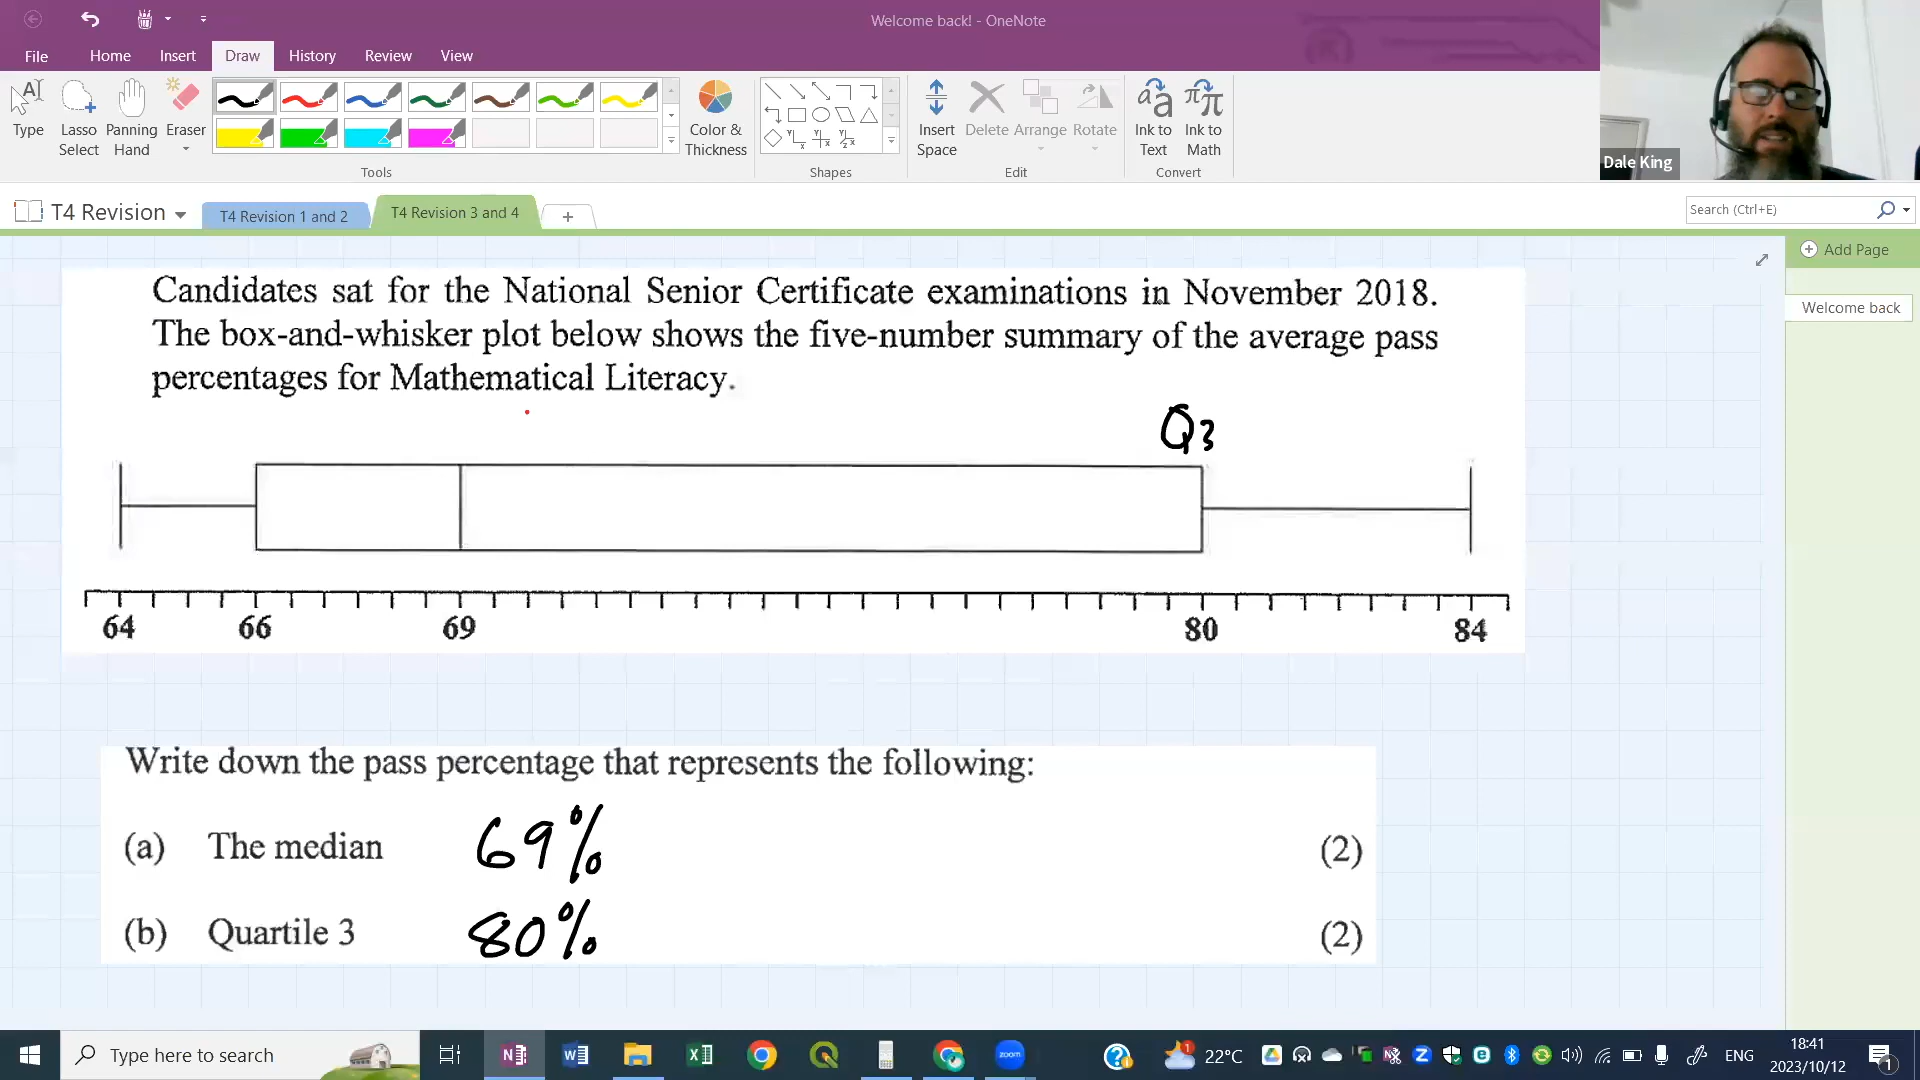 Welcome back! - OneNote
File Home Insert Draw History Review View
Type
Lasso Select
Panning Hand
Eraser
Color & Thickness
Insert Space
Delete
Arrange
Rotate
Ink to Text
Ink to Math
Tools
Shapes
Edit
Convert
Dale King
T4 Revision
T4 Revision 1 and 2
T4 Revision 3 and 4
Search (Ctrl+E)
Add Page
Welcome back
Candidates sat for the National Senior Certificate examinations in November 2018.
The box-and-whisker plot below shows the five-number summary of the average pass
percentages for Mathematical Literacy.
Q3
64 66 69 80 84
Write down the pass percentage that represents the following:
(a) The median 69% (2)
(b) Quartile 3 80% (2)
Type here to search
zoom
22°C
ENG
18:41
2023/10/12